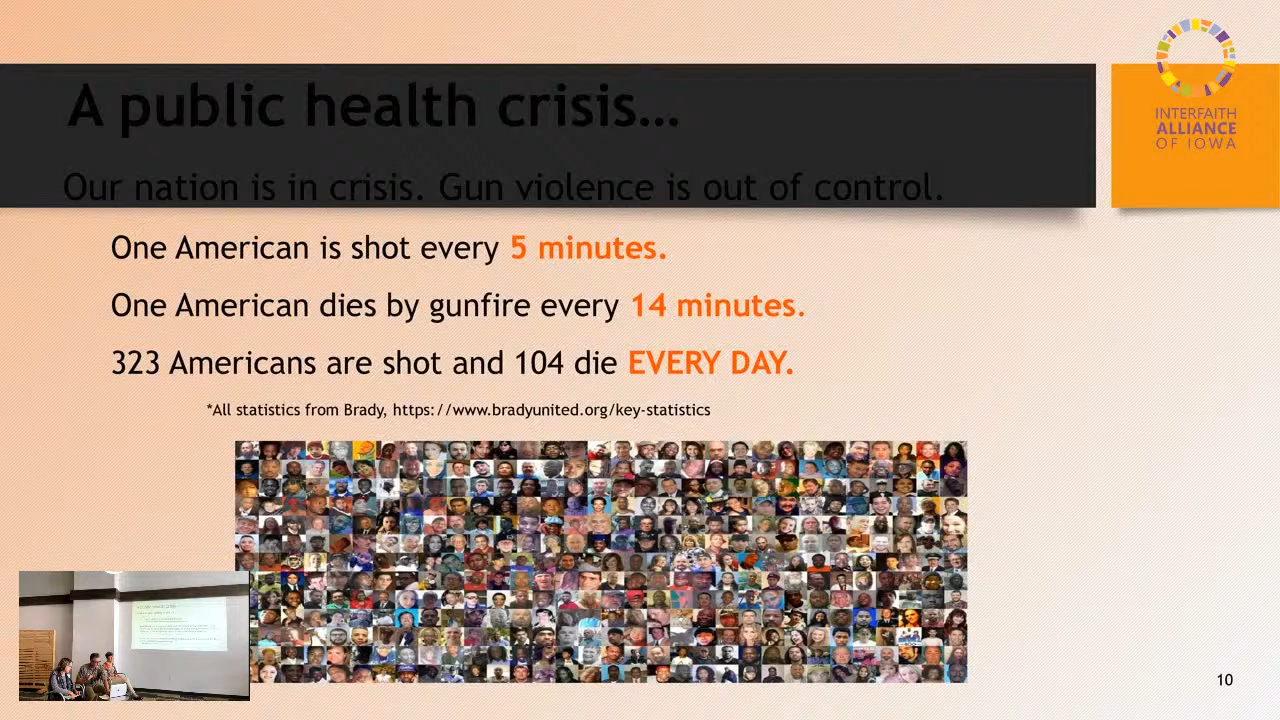 A public health crisis…
INTERFAITH
ALLIANCE
OF IOWA
Our nation is in crisis. Gun violence is out of control.
One American is shot every 5 minutes.
One American dies by gunfire every 14 minutes.
323 Americans are shot and 104 die EVERY DAY.
*All statistics from Brady, https://www.bradyunited.org/key-statistics
10